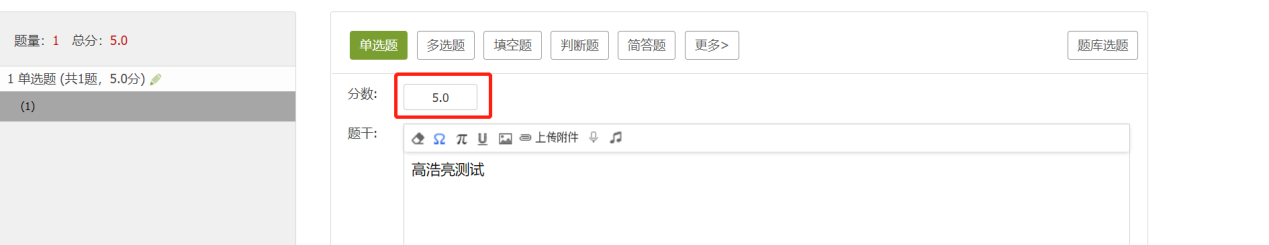 题量：1 总分：5.0
1 单选题 (共1题，5.0分)
(1)
单选题 多选题 填空题 判断题 简答题 更多> 题库选题
分数: 5.0
题干:
Ω π U 上传附件
高浩亮测试